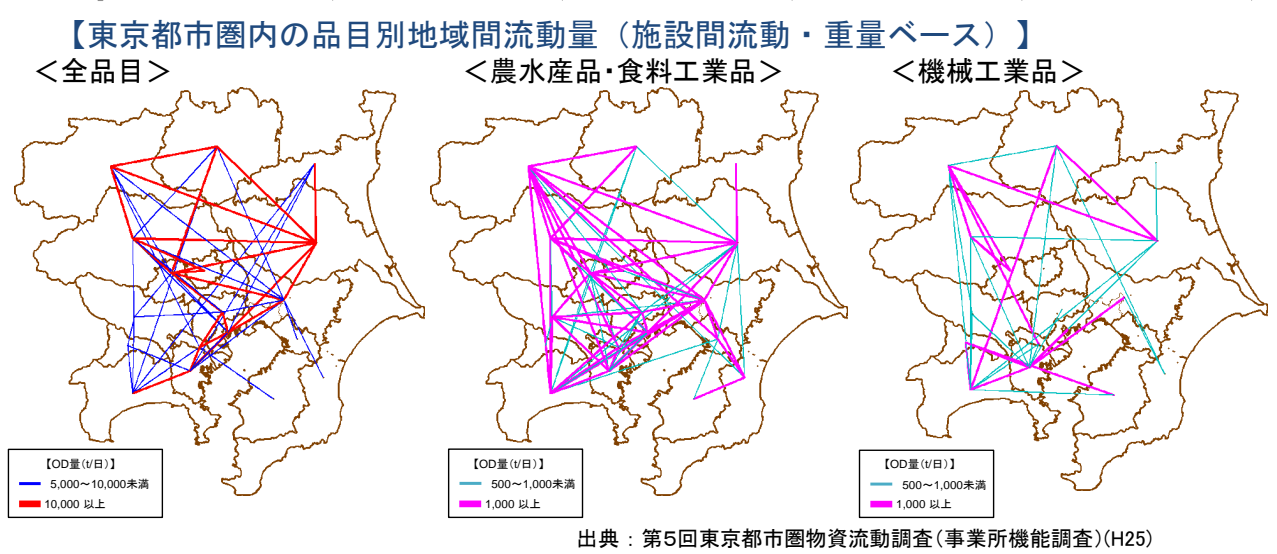 【東京都市圏内の品目別地域間流動量（施設間流動・重量ベース）】
＜全品目＞
＜農水産品・食料工業品＞
＜機械工業品＞
【OD量(t/日)】
5,000～10,000未満
10,000 以上
【OD量(t/日)】
500～1,000未満
1,000 以上
【OD量(t/日)】
500～1,000未満
1,000 以上
出典：第5回東京都市圏物資流動調査(事業所機能調査)(H25)